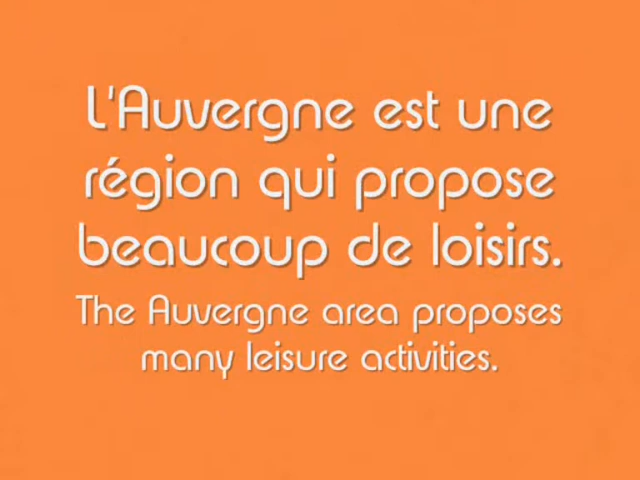 L'Auvergne est une
région qui propose
beaucoup de loisirs.
The Auvergne area proposes
many leisure activities.